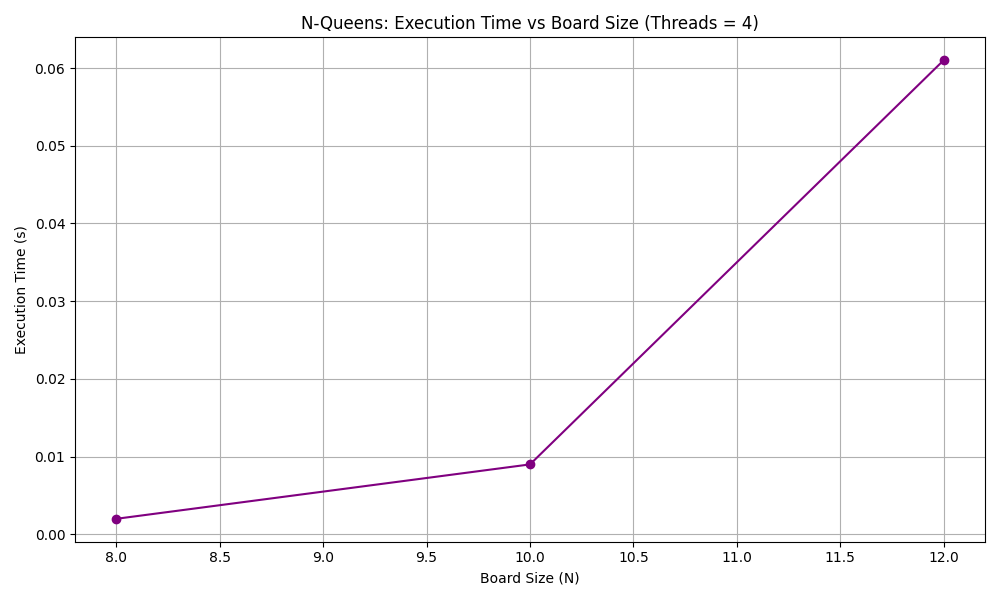 N-Queens: Execution Time vs Board Size (Threads = 4)
Execution Time (s)
0.06
0.05
0.04
0.03
0.02
0.01
0.00
8.0 8.5 9.0 9.5 10.0 10.5 11.0 11.5 12.0
Board Size (N)